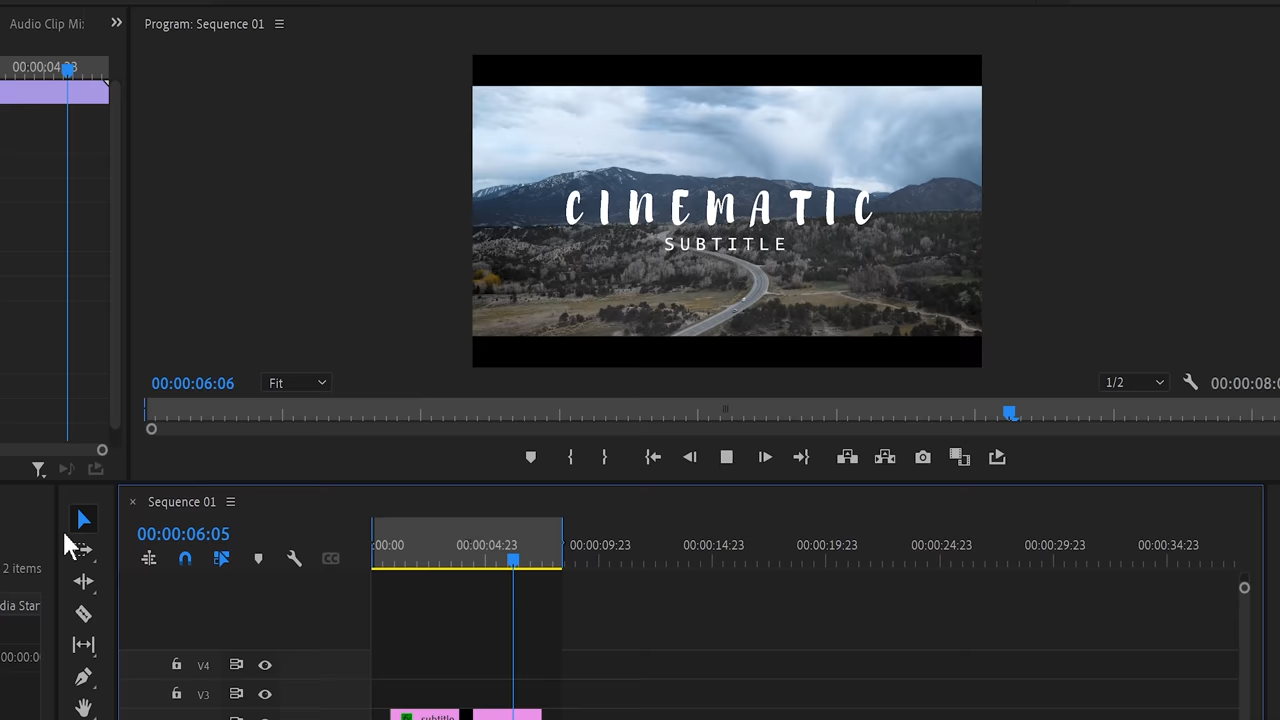 Audio Clip Mi:
Program: Sequence 01
00:00:04:23
CINEMATIC
SUBTITLE
00:00:06:06
Fit
1/2
00:00:08:0
Sequence 01
00:00:06:05
2 items
:00:00
00:00:04:23
00:00:09:23
00:00:14:23
00:00:19:23
00:00:24:23
00:00:29:23
00:00:34:23
dia Star
00:00:0
V4
V3
subtitle